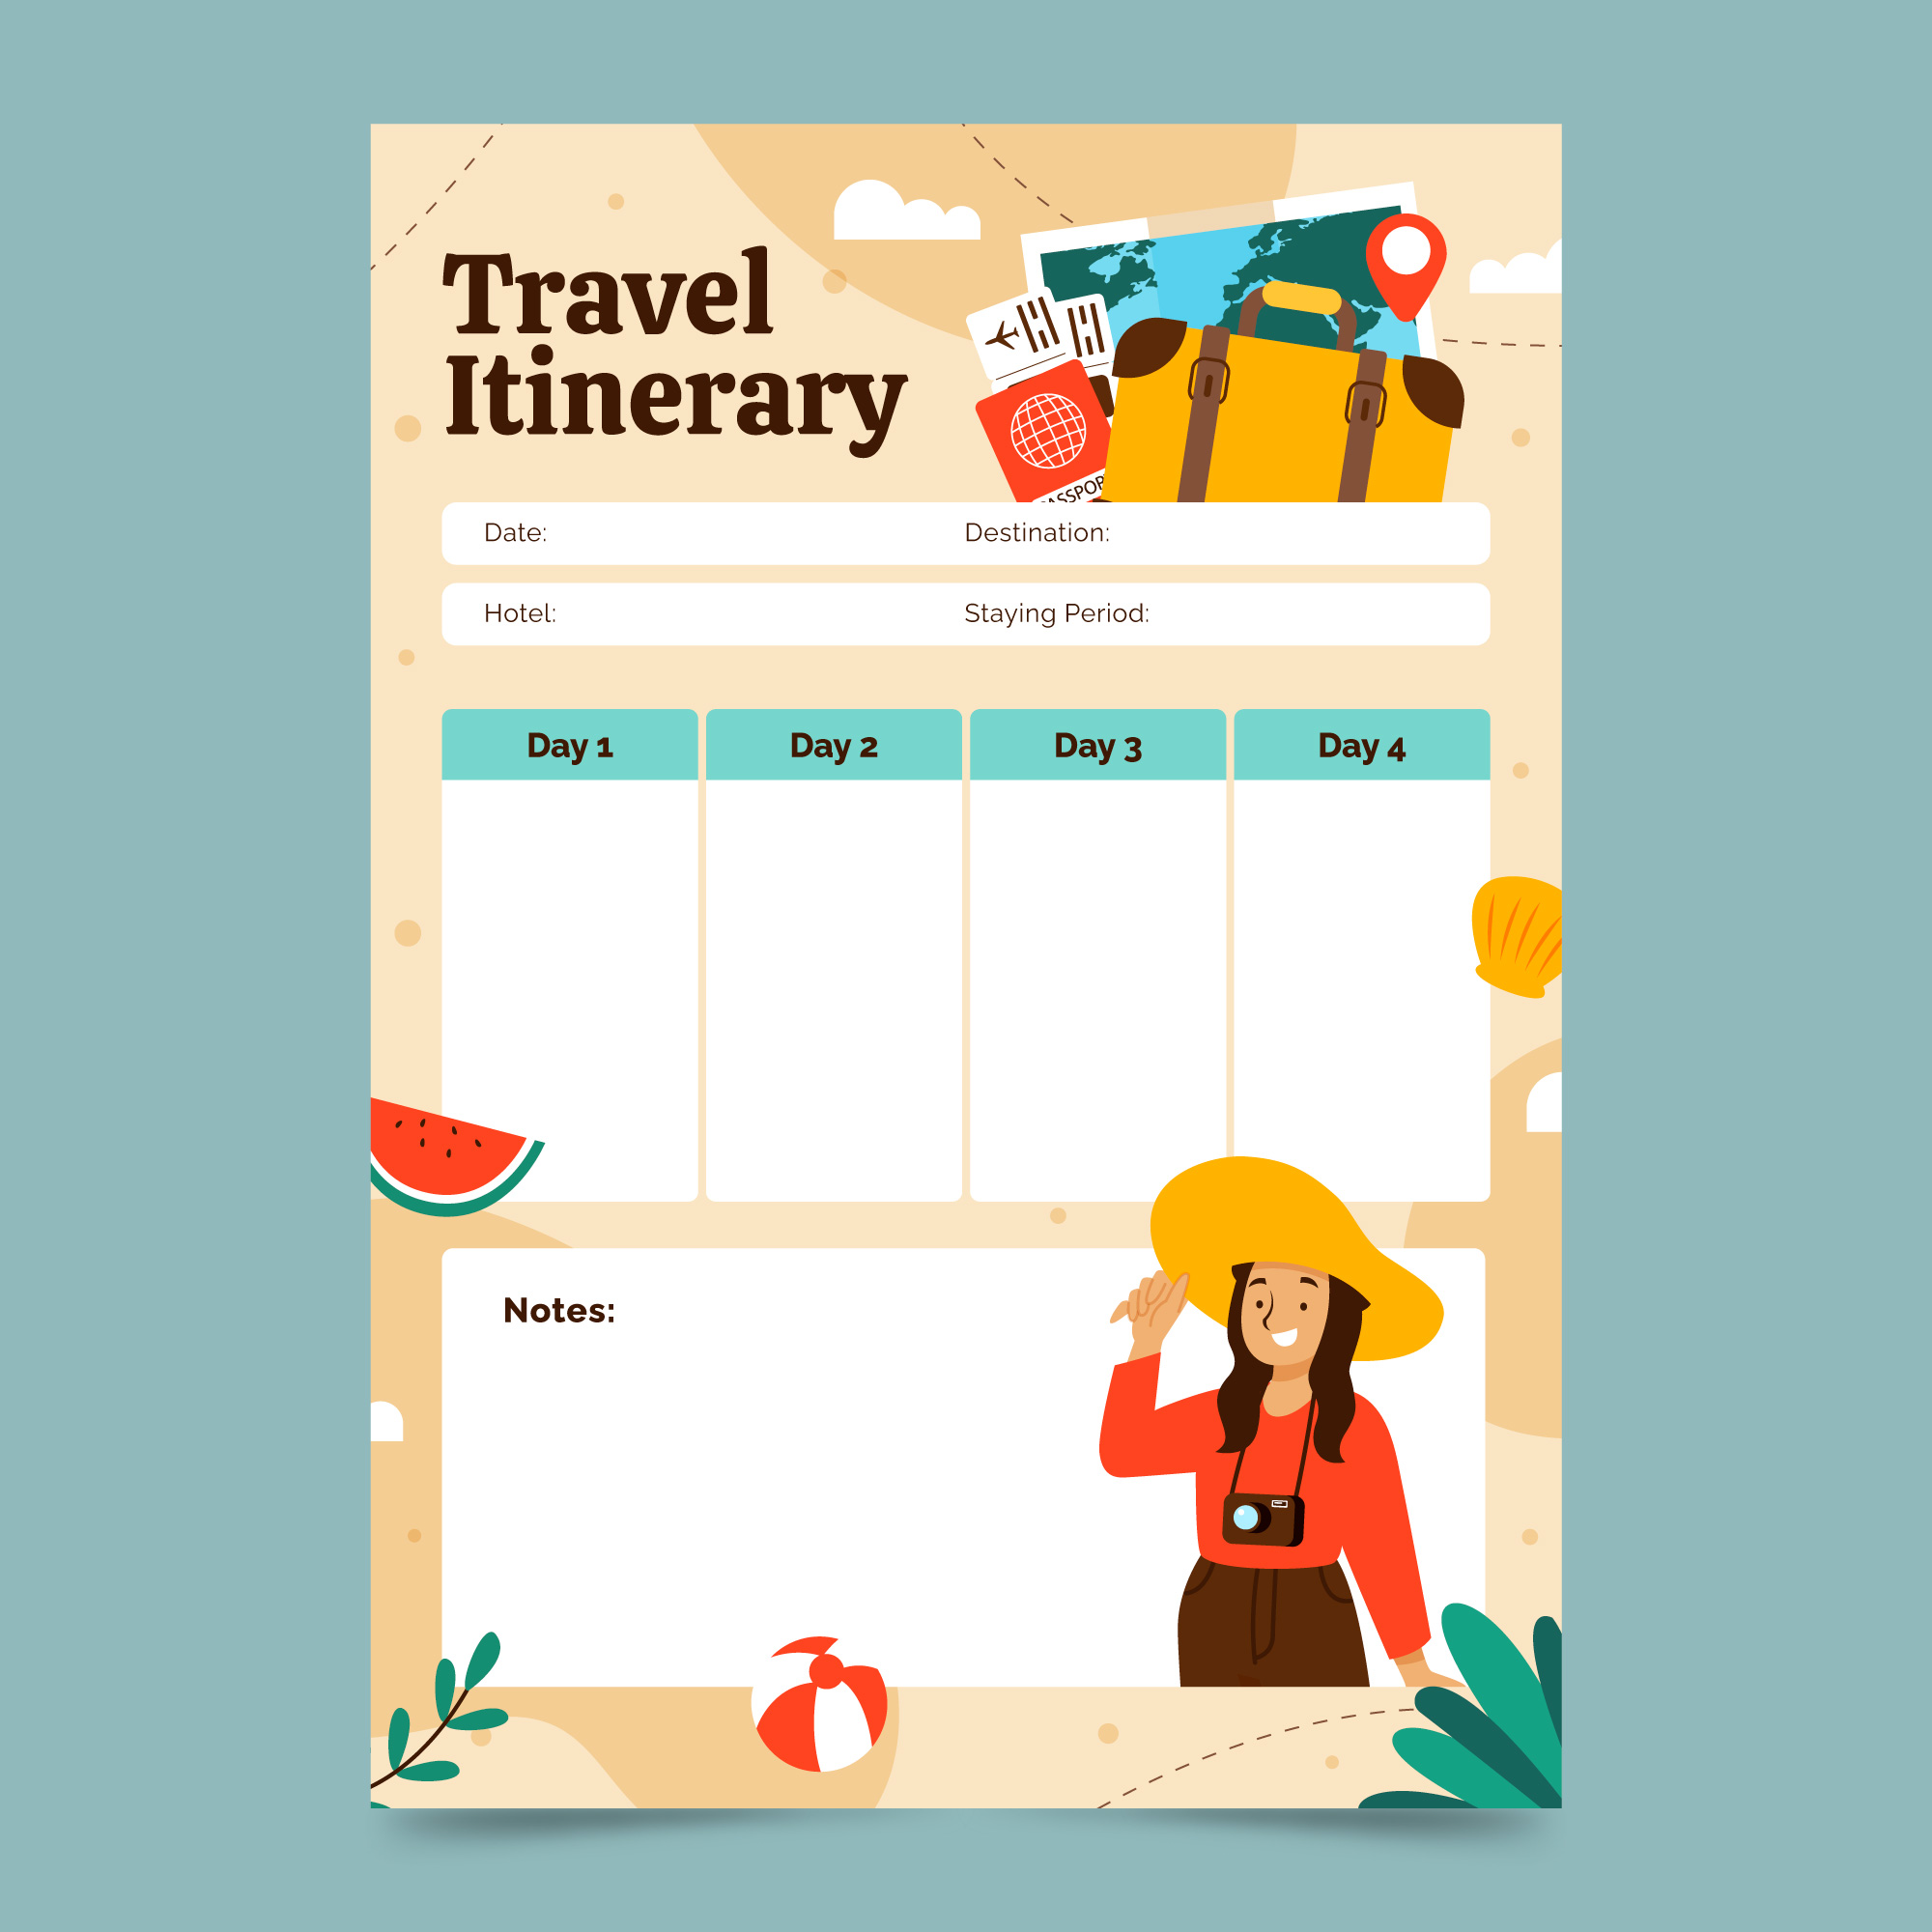 Travel
Itinerary
Date:
Destination:
Hotel:
Staying Period:
Day 1
Day 2
Day 3
Day 4
Notes: